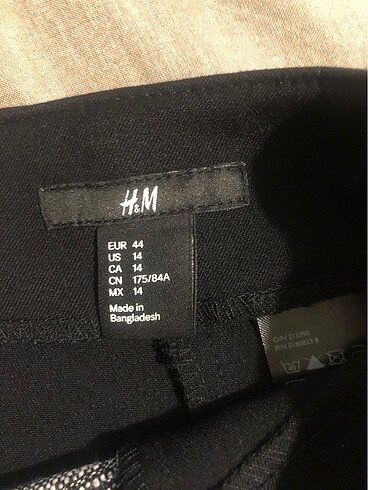 H&M
EUR 44
US 14
CA 14
CN 175/84A
MX 14
Made in
Bangladesh